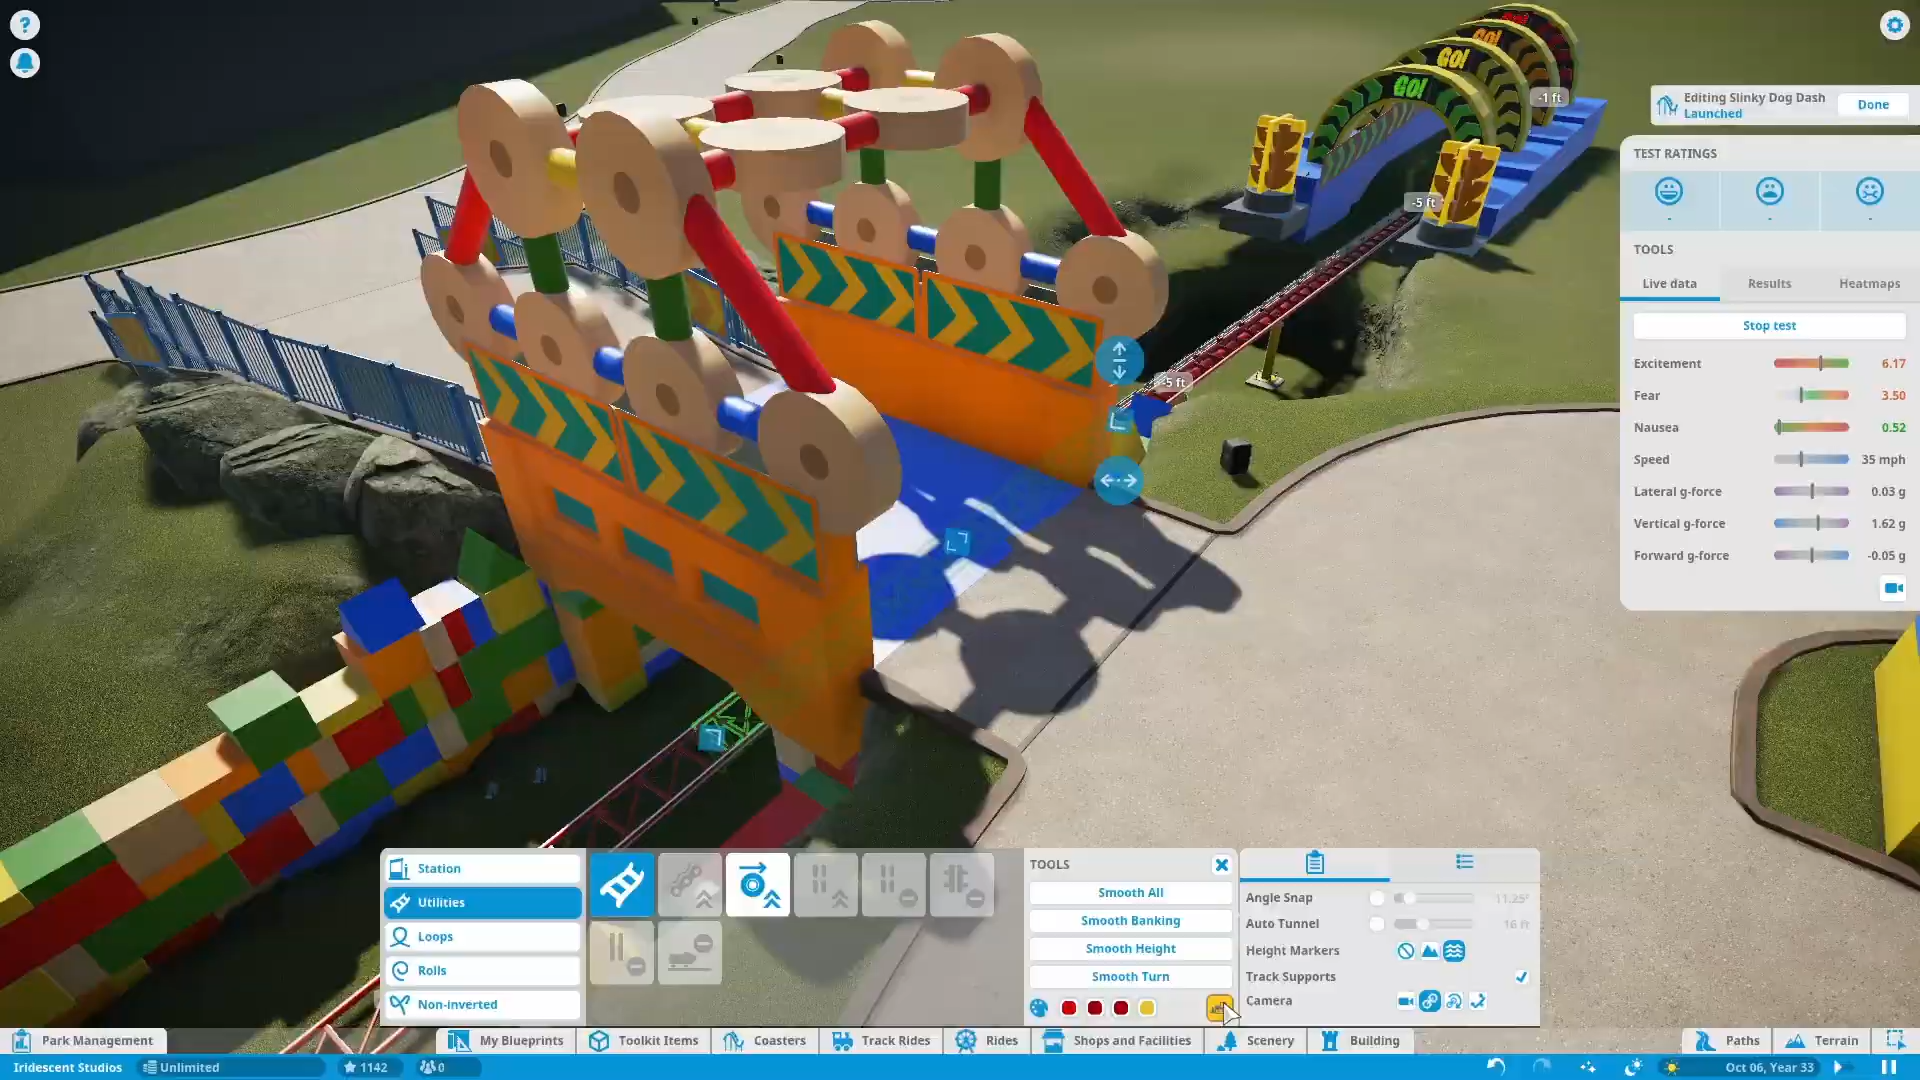 ?
GO!
GO!
GO!
-1 ft
-5 ft
-5 ft
Editing Slinky Dog Dash
Launched
Done
TEST RATINGS
- - -
TOOLS
Live data Results Heatmaps
Stop test
Excitement 6.17
Fear 3.50
Nausea 0.52
Speed 35 mph
Lateral g-force 0.03 g
Vertical g-force 1.62 g
Forward g-force -0.05 g
Station
Utilities
Loops
Rolls
Non-inverted
TOOLS
Smooth All
Smooth Banking
Smooth Height
Smooth Turn
Angle Snap 11.25°
Auto Tunnel 16 ft
Height Markers
Track Supports
Camera
Park Management My Blueprints Toolkit Items Coasters Track Rides Rides Shops and Facilities Scenery Building Paths Terrain
Iridescent Studios Unlimited 1142 0 Oct 06, Year 33